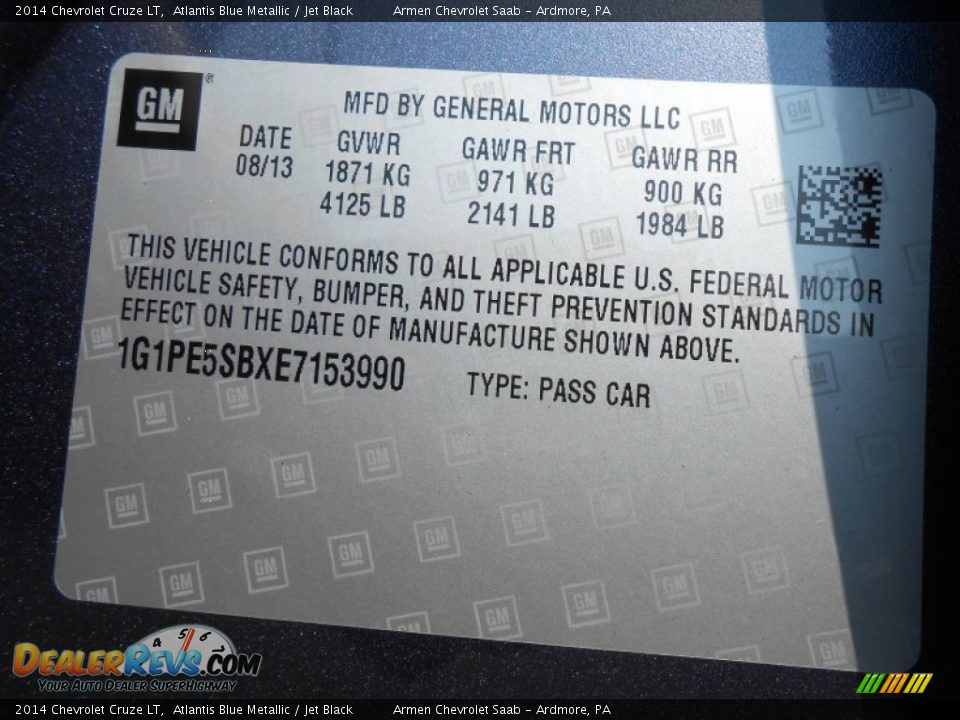 2014 Chevrolet Cruze LT, Atlantis Blue Metallic / Jet Black Armen Chevrolet Saab - Ardmore, PA
GM ®
MFD BY GENERAL MOTORS LLC
DATE GVWR GAWR FRT GAWR RR
08/13 1871 KG 971 KG 900 KG
4125 LB 2141 LB 1984 LB
THIS VEHICLE CONFORMS TO ALL APPLICABLE U.S. FEDERAL MOTOR
VEHICLE SAFETY, BUMPER, AND THEFT PREVENTION STANDARDS IN
EFFECT ON THE DATE OF MANUFACTURE SHOWN ABOVE.
1G1PE5SBXE7153990 TYPE: PASS CAR
4 5 6
DealerRevs.com
Your Auto Dealer SuperHighway
2014 Chevrolet Cruze LT, Atlantis Blue Metallic / Jet Black Armen Chevrolet Saab - Ardmore, PA